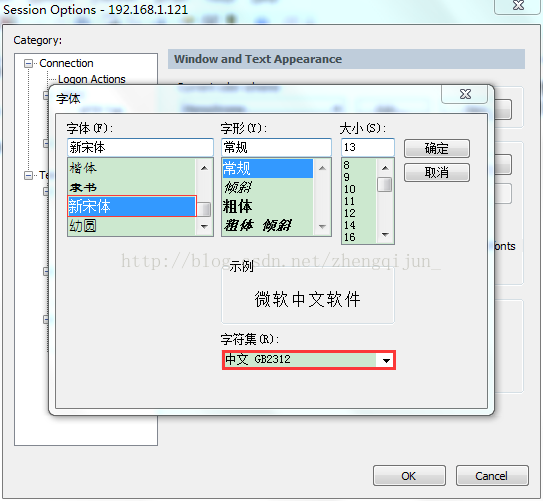 Session Options - 192.168.1.121
Category:
Connection
Logon Actions
Window and Text Appearance
字体
字体(F):
字形(Y):
大小(S):
新宋体
常规
13
确定
取消
楷体
隶书
新宋体
幼圆
常规
倾斜
粗体
粗体 倾斜
8
9
10
11
12
14
16
onts
http://blog.csdn.net/zhengqijun_
示例
微软中文软件
字符集(R):
中文 GB2312
OK
Cancel